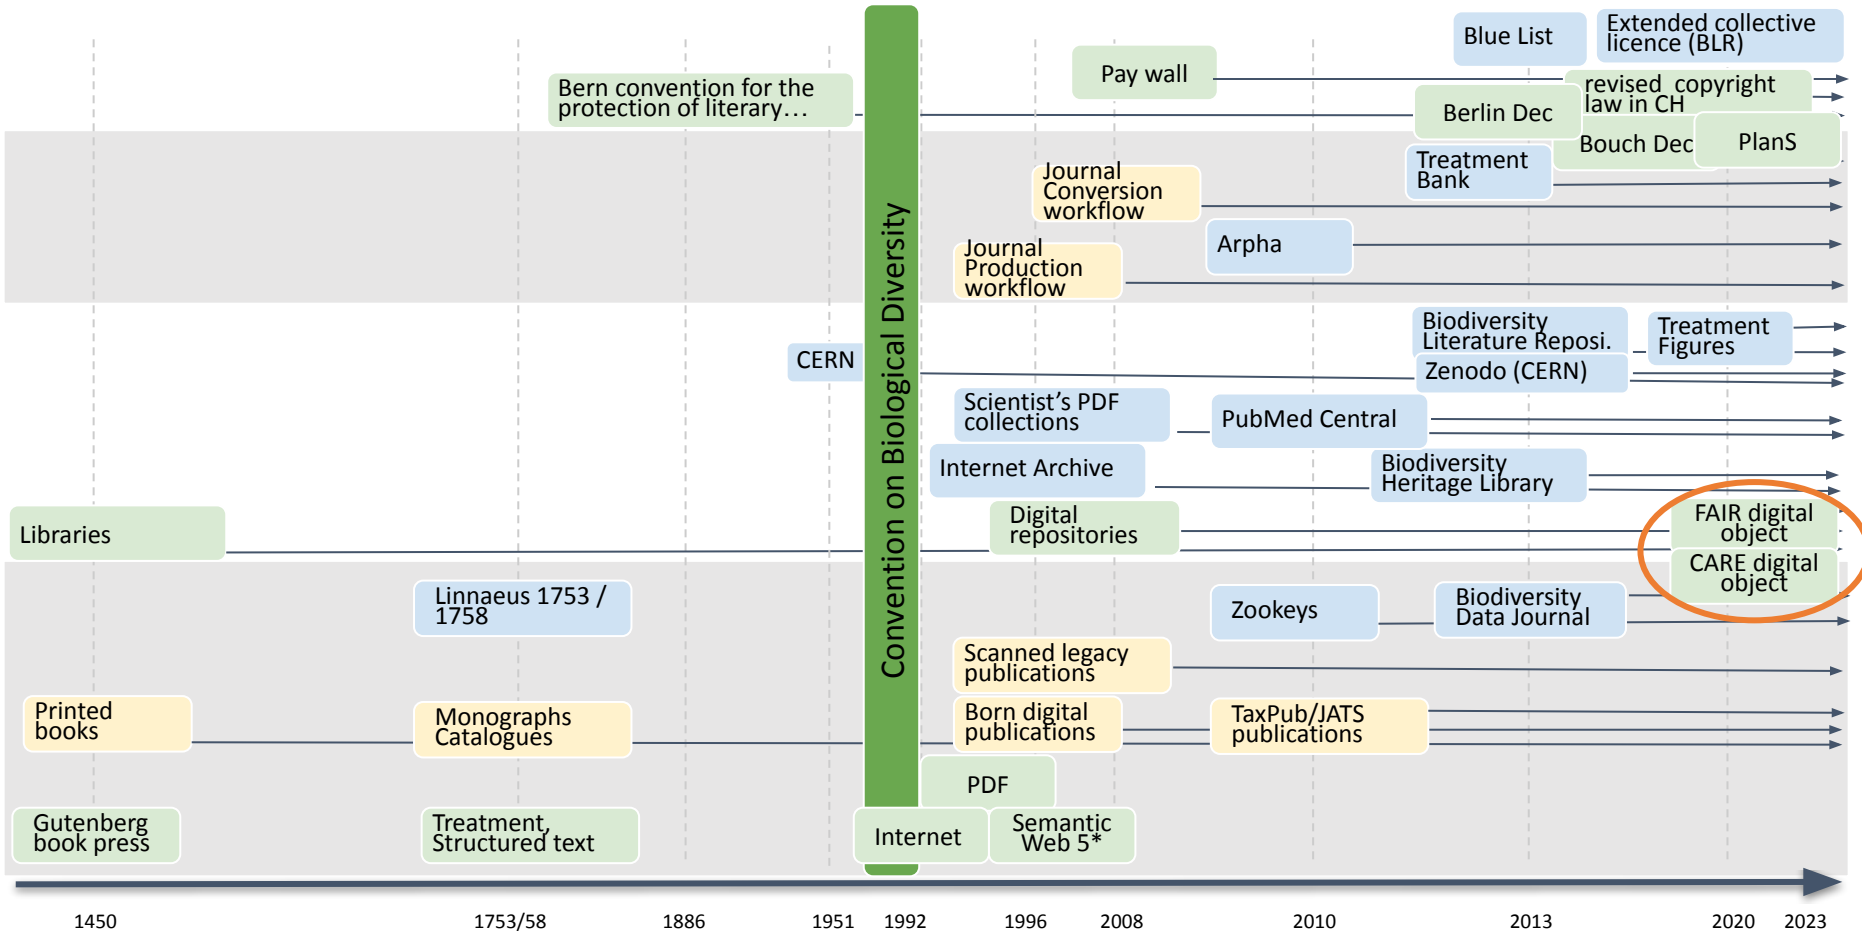 Blue List
Extended collective
licence (BLR)
Pay wall
Bern convention for the
protection of literary…
revised copyright
law in CH
Berlin Dec
Bouch Dec
PlanS
Treatment
Bank
Journal
Conversion
workflow
Arpha
Journal
Production
workflow
Convention on Biological Diversity
Biodiversity
Literature Reposi.
Treatment
Figures
CERN
Zenodo (CERN)
Scientist’s PDF
collections
PubMed Central
Internet Archive
Biodiversity
Heritage Library
Libraries
Digital
repositories
FAIR digital
object
CARE digital
object
Linnaeus 1753 /
1758
Zookeys
Biodiversity
Data Journal
Scanned legacy
publications
Printed
books
Monographs
Catalogues
Born digital
publications
TaxPub/JATS
publications
PDF
Gutenberg
book press
Treatment,
Structured text
Internet
Semantic
Web 5*
1450
1753/58
1886
1951
1992
1996
2008
2010
2013
2020
2023